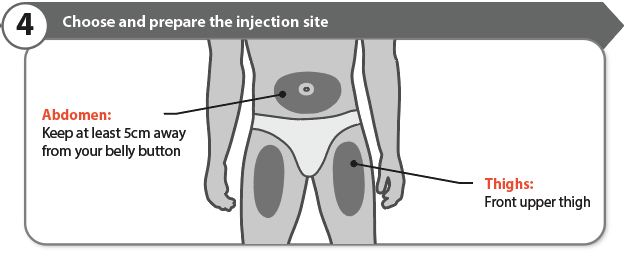 4
Choose and prepare the injection site
Abdomen:
Keep at least 5cm away
from your belly button
Thighs:
Front upper thigh